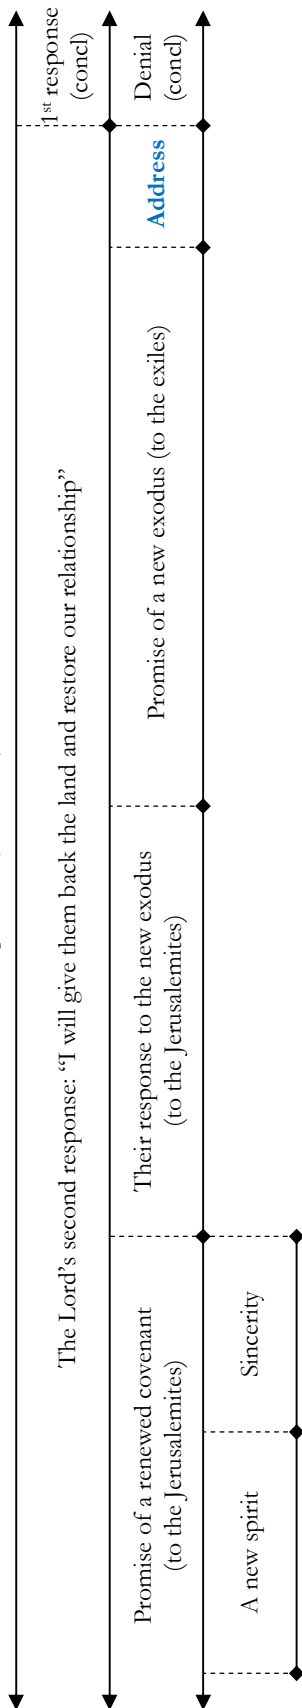 1st response
(concl)
The Lord’s second response: “I will give them back the land and restore our relationship”
Denial
(concl)
Address
Promise of a new exodus (to the exiles)
Their response to the new exodus
(to the Jerusalemites)
Promise of a renewed covenant
(to the Jerusalemites)
Sincerity
A new spirit